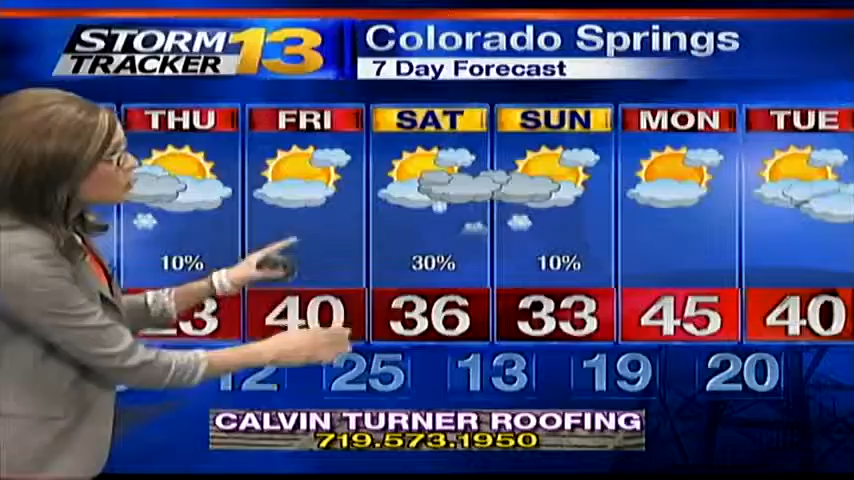 STORM TRACKER 13
Colorado Springs
7 Day Forecast
THU FRI SAT SUN MON TUE
10% 30% 10%
23 40 36 33 45 40
12 25 13 19 20
CALVIN TURNER ROOFING
719.573.1950